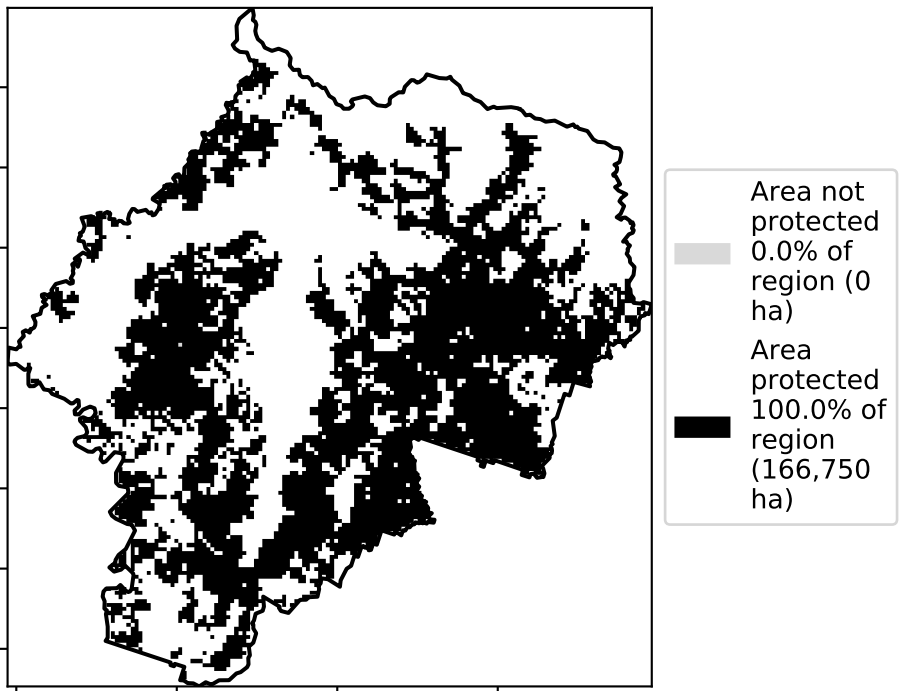 Area not
protected
0.0% of
region (0
ha)
Area
protected
100.0% of
region
(166,750
ha)